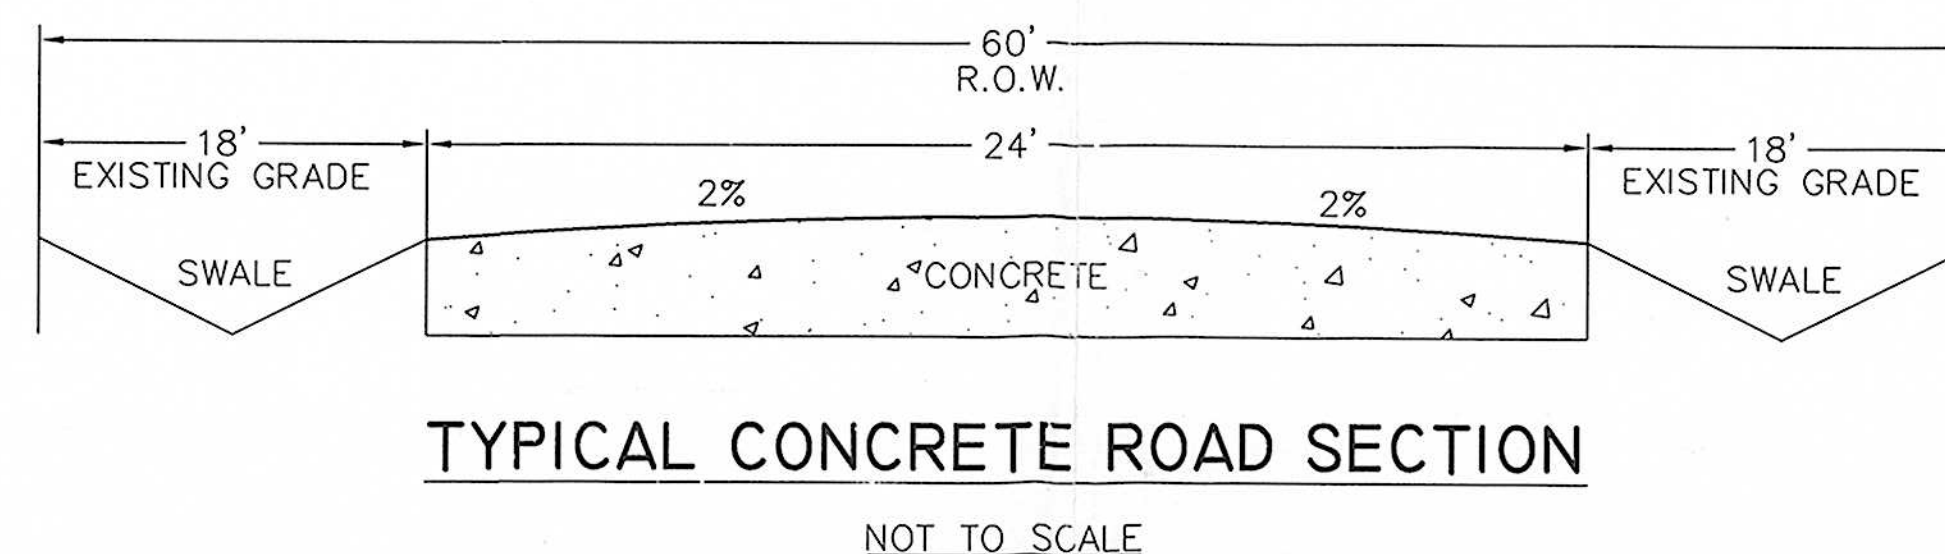 60'
R.O.W.
18' 24' 18'
EXISTING GRADE EXISTING GRADE
2% 2%
SWALE CONCRETE SWALE
TYPICAL CONCRETE ROAD SECTION
NOT TO SCALE